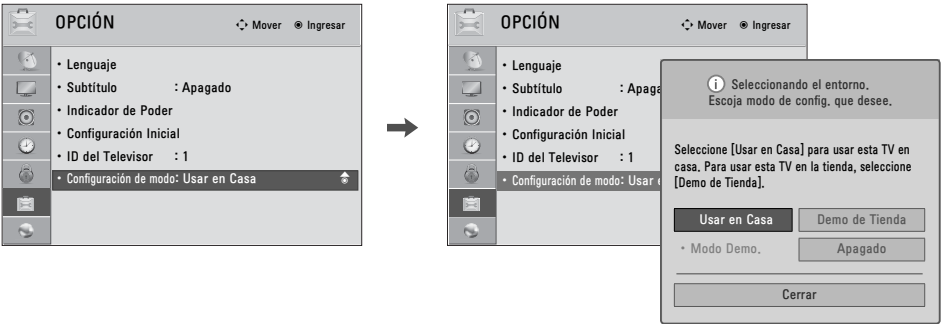 OPCIÓN
Mover
Ingresar
• Lenguaje
• Subtítulo : Apagado
• Indicador de Poder
• Configuración Inicial
• ID del Televisor : 1
• Configuración de modo: Usar en Casa
OPCIÓN
Mover
Ingresar
• Lenguaje
• Subtítulo : Apaga
• Indicador de Poder
• Configuración Inicial
• ID del Televisor : 1
• Configuración de modo: Usar e
i Seleccionando el entorno.
Escoja modo de config. que desee.
Seleccione [Usar en Casa] para usar esta TV en
casa. Para usar esta TV en la tienda, seleccione
[Demo de Tienda].
Usar en Casa
Demo de Tienda
• Modo Demo.
Apagado
Cerrar